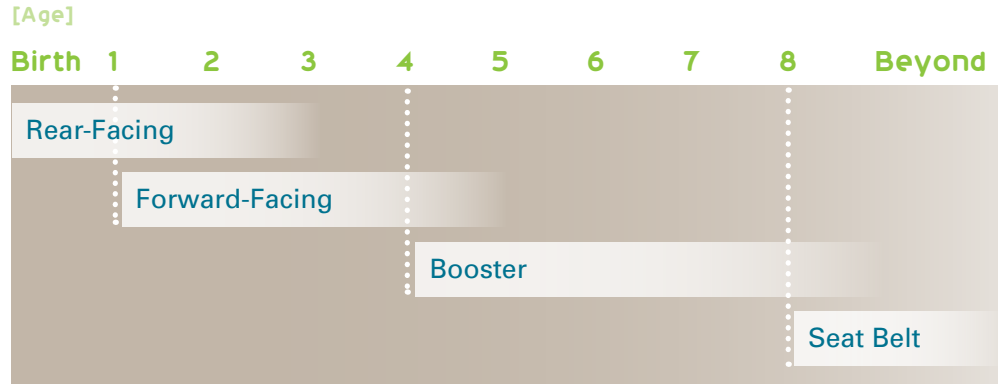 [Age]
Birth 1 2 3 4 5 6 7 8 Beyond
Rear-Facing
Forward-Facing
Booster
Seat Belt